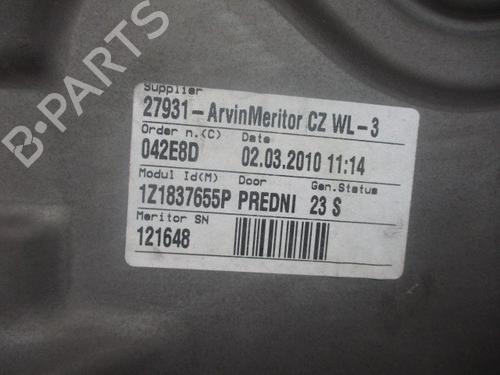 Supplier
27931-ArvinMeritor CZ WL-3
Order n.(C) Date
042E8D 02.03.2010 11:14
Modul Id(M) Door Gen.Status
1Z1837655P PREDNI 23 S
Meritor SN
121648
B-PARTS